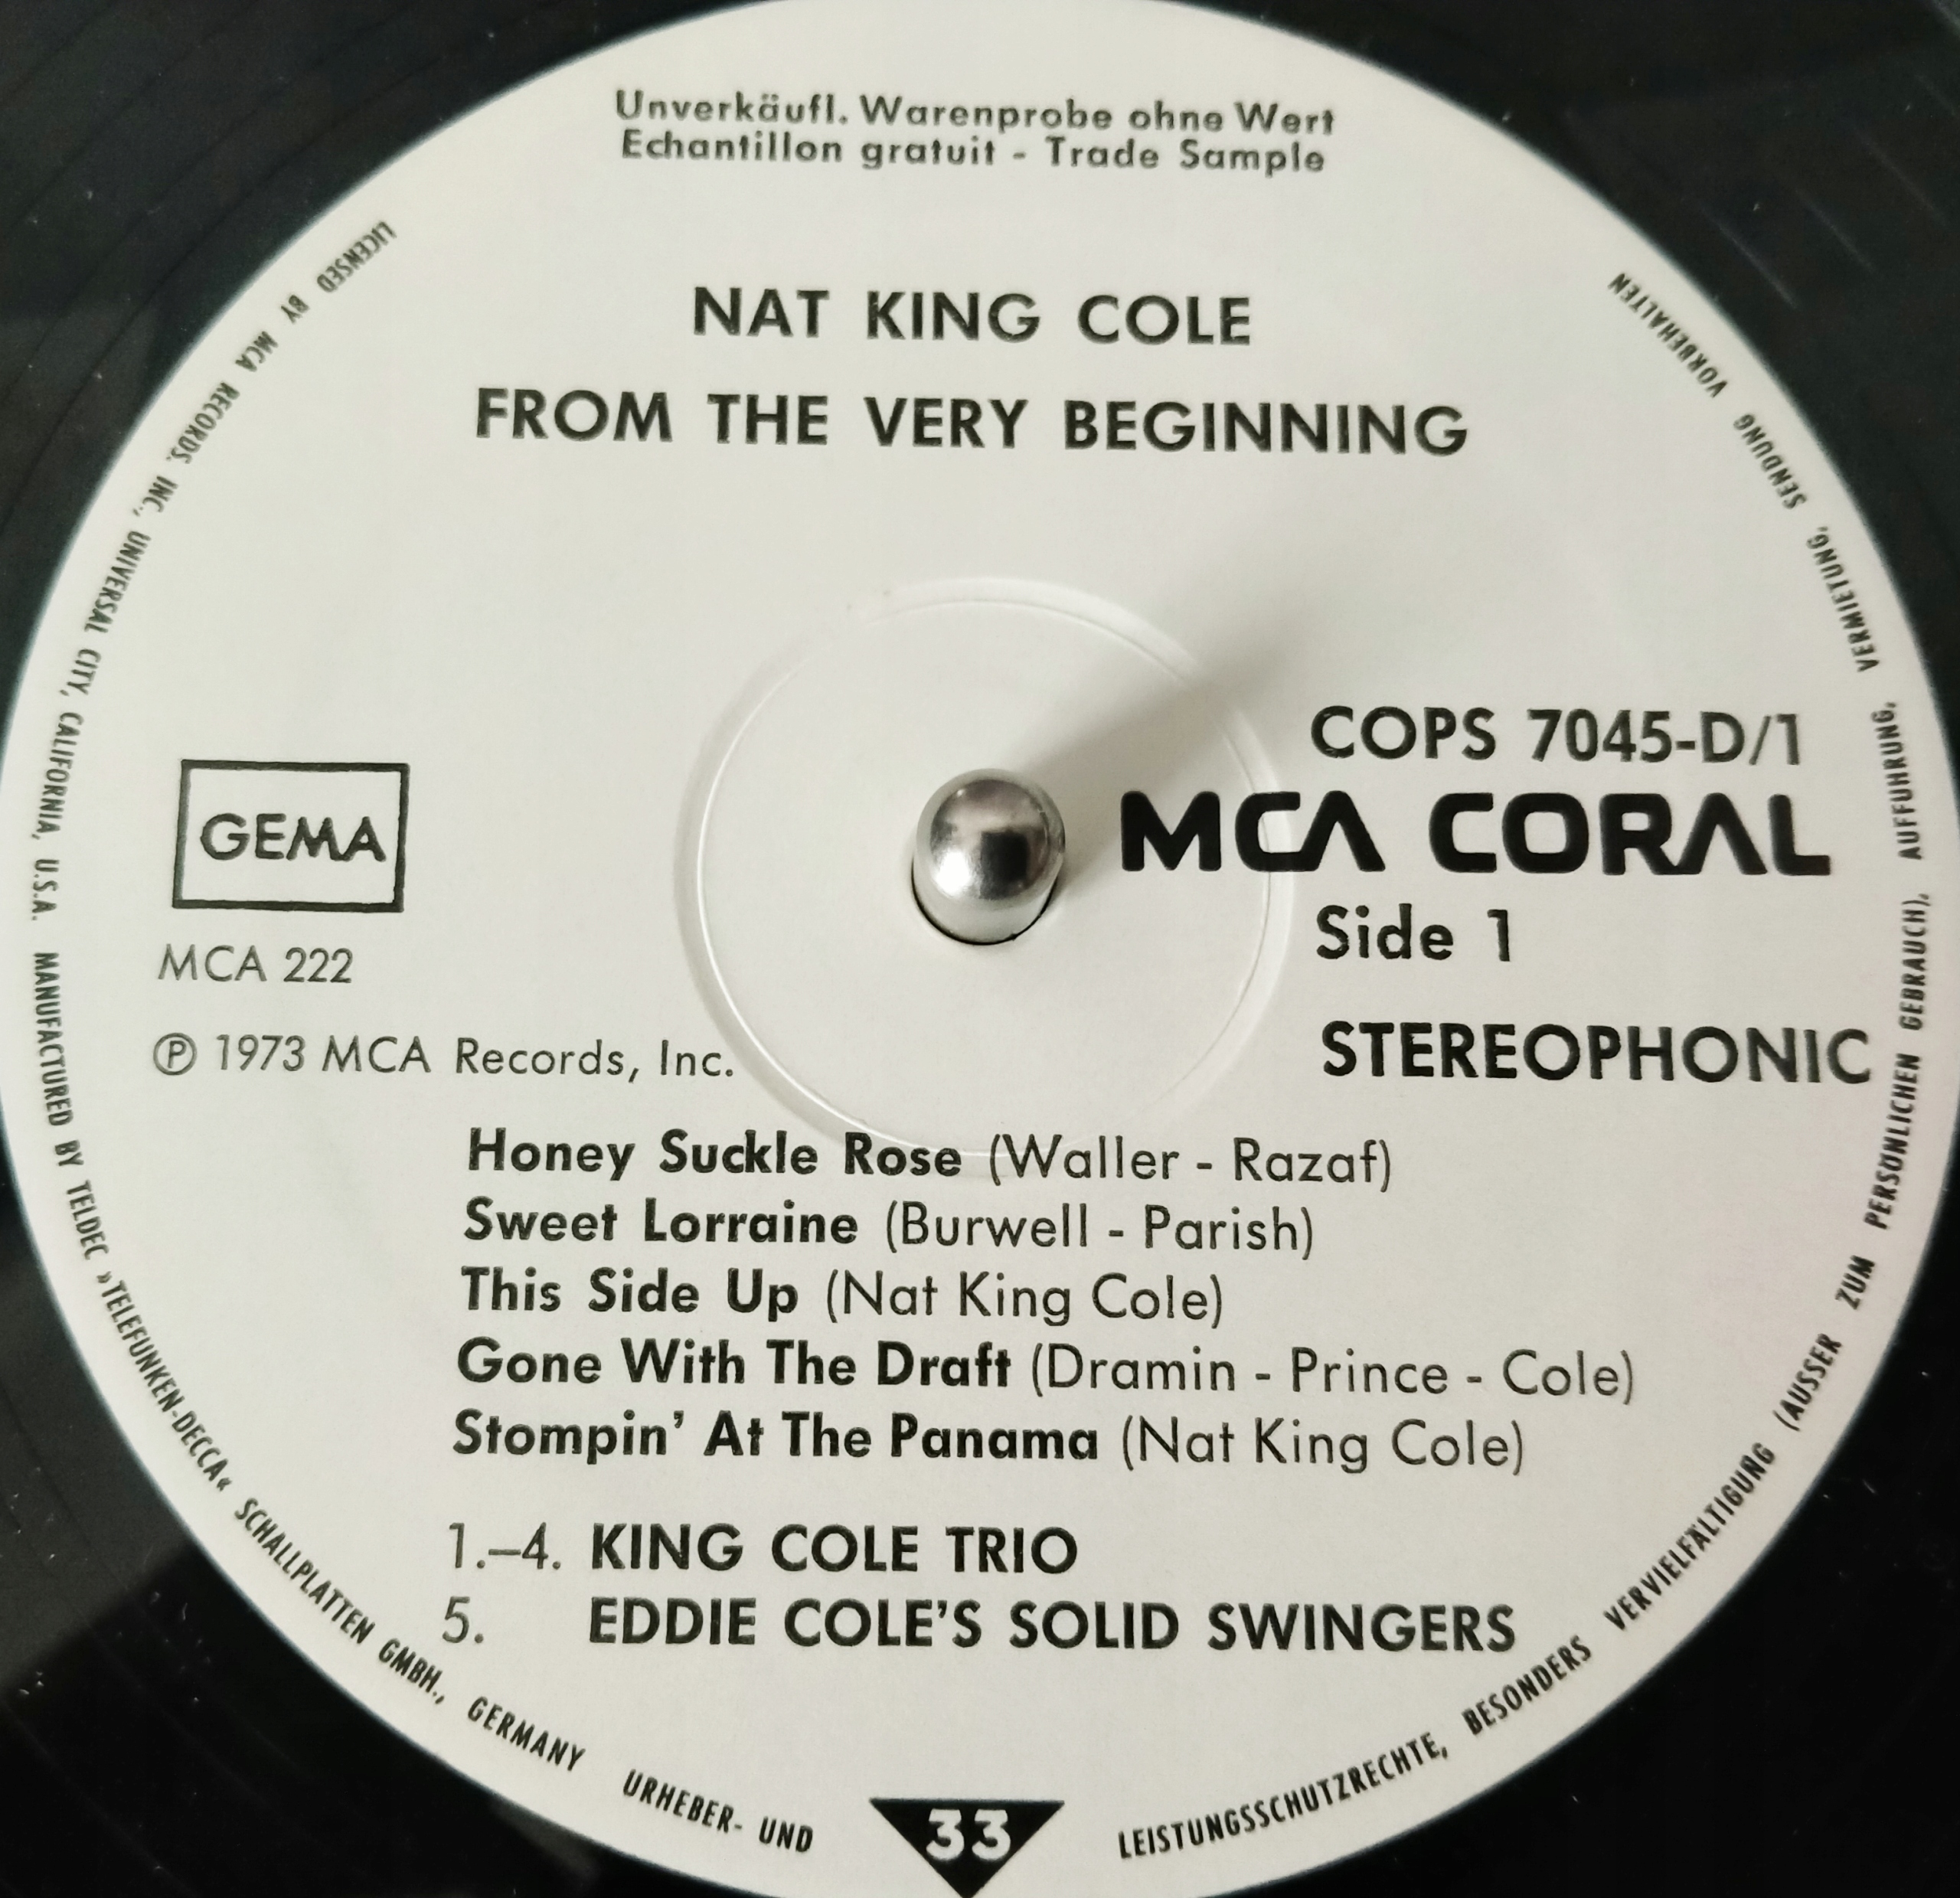 Unverkäufl. Warenprobe ohne Wert
Echantillon gratuit - Trade Sample
NAT KING COLE
FROM THE VERY BEGINNING
COPS 7045-D/1
MCA CORAL
Side 1
STEREOPHONIC
GEMA
MCA 222
℗ 1973 MCA Records, Inc.
Honey Suckle Rose (Waller - Razaf)
Sweet Lorraine (Burwell - Parish)
This Side Up (Nat King Cole)
Gone With The Draft (Dramin - Prince - Cole)
Stompin' At The Panama (Nat King Cole)
1.–4. KING COLE TRIO
5. EDDIE COLE'S SOLID SWINGERS
33
LICENSED BY MCA RECORDS. INC., UNIVERSAL CITY, CALIFORNIA, U.S.A. MANUFACTURED BY TELDEC »TELEFUNKEN-DECCA« SCHALLPLATTEN GMBH., GERMANY URHEBER- UND LEISTUNGSSCHUTZRECHTE, BESONDERS VERVIELFÄLTIGUNG (AUSSER ZUM PERSÖNLICHEN GEBRAUCH), AUFFÜHRUNG, VERMIETUNG, SENDUNG VORBEHALTEN